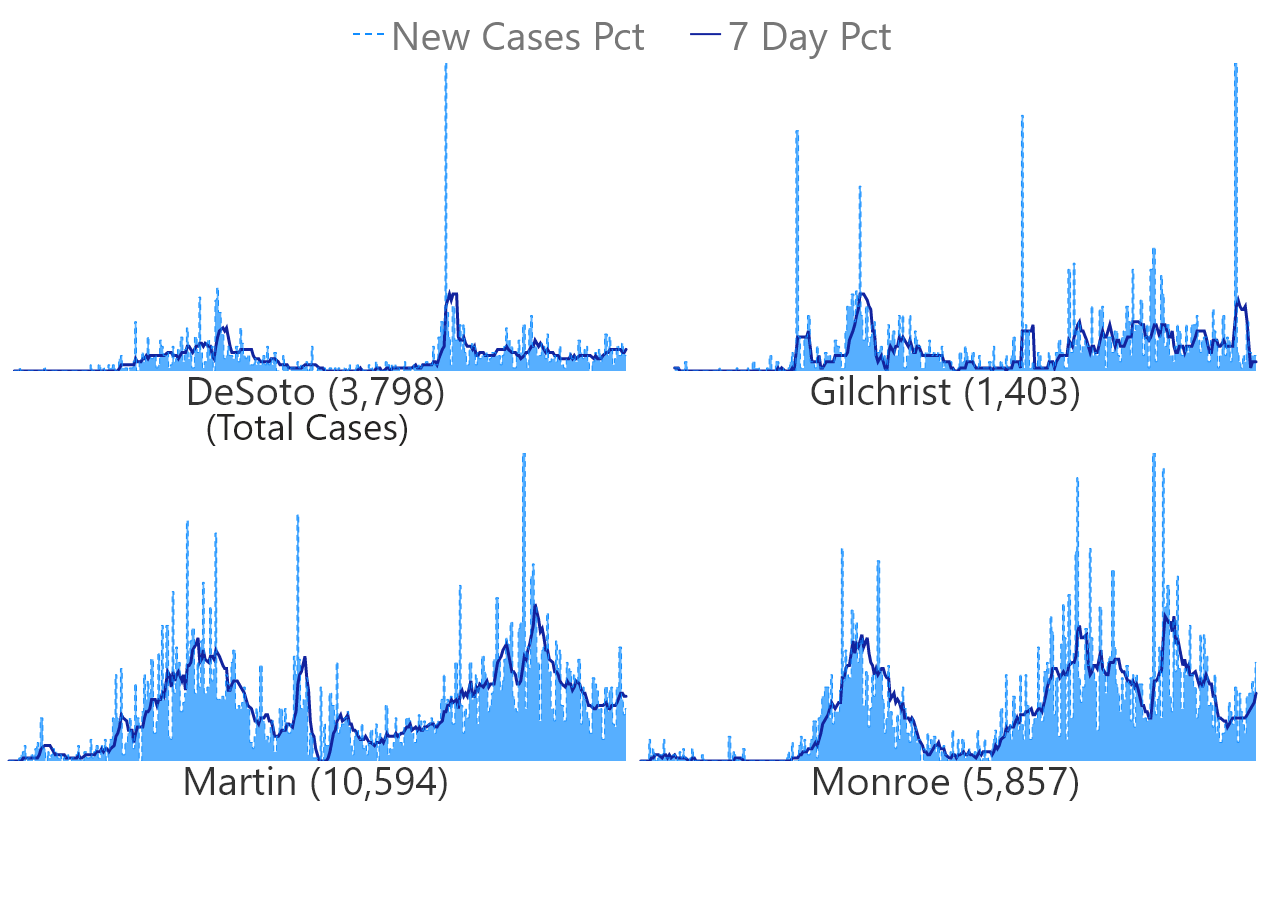 New Cases Pct 7 Day Pct
DeSoto (3,798)
(Total Cases)
Gilchrist (1,403)
Martin (10,594)
Monroe (5,857)